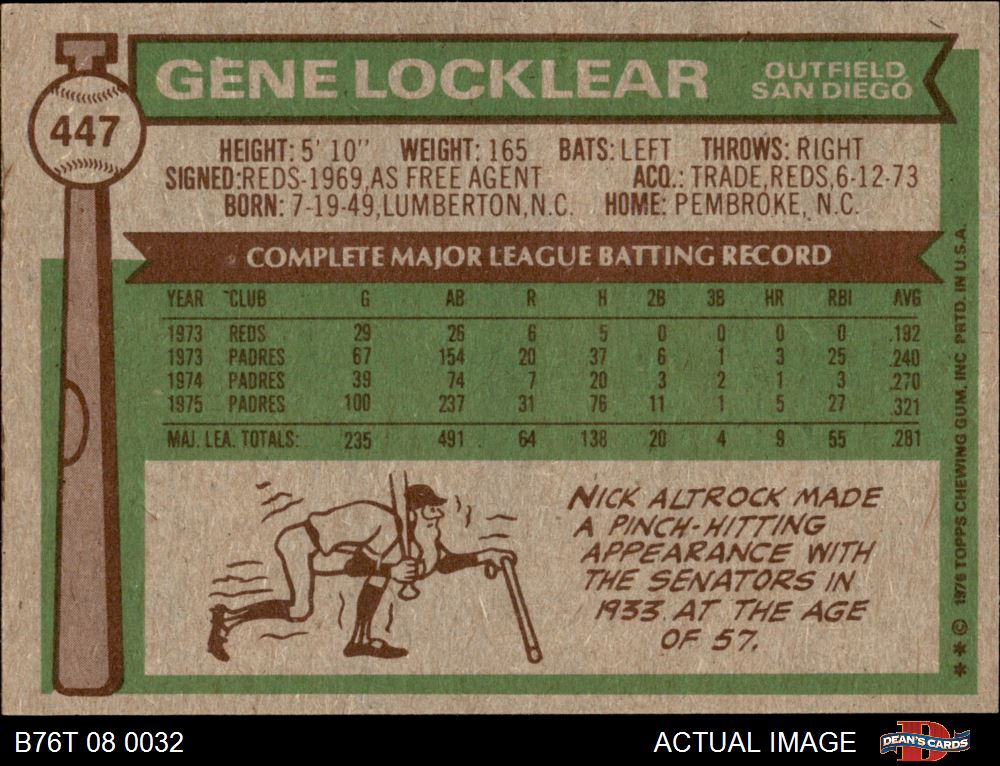 GENE LOCKLEAR
OUTFIELD
SAN DIEGO
447
HEIGHT: 5' 10" WEIGHT: 165 BATS: LEFT THROWS: RIGHT
SIGNED: REDS-1969, AS FREE AGENT ACQ.: TRADE, REDS, 6-12-73
BORN: 7-19-49, LUMBERTON, N.C. HOME: PEMBROKE, N.C.
COMPLETE MAJOR LEAGUE BATTING RECORD
YEAR CLUB G AB R H 2B 3B HR RBI AVG
1973 REDS 29 26 6 5 0 0 0 0 .192
1973 PADRES 67 154 20 37 6 1 3 25 .240
1974 PADRES 39 74 7 20 3 2 1 3 .270
1975 PADRES 100 237 31 76 11 1 5 27 .321
MAJ. LEA. TOTALS: 235 491 64 138 20 4 9 55 .281
NICK ALTROCK MADE
A PINCH-HITTING
APPEARANCE WITH
THE SENATORS IN
1933 AT THE AGE
OF 57.
** © 1976 TOPPS CHEWING GUM, INC. PRTD. IN U.S.A.
B76T 08 0032
ACTUAL IMAGE
DEAN'S CARDS